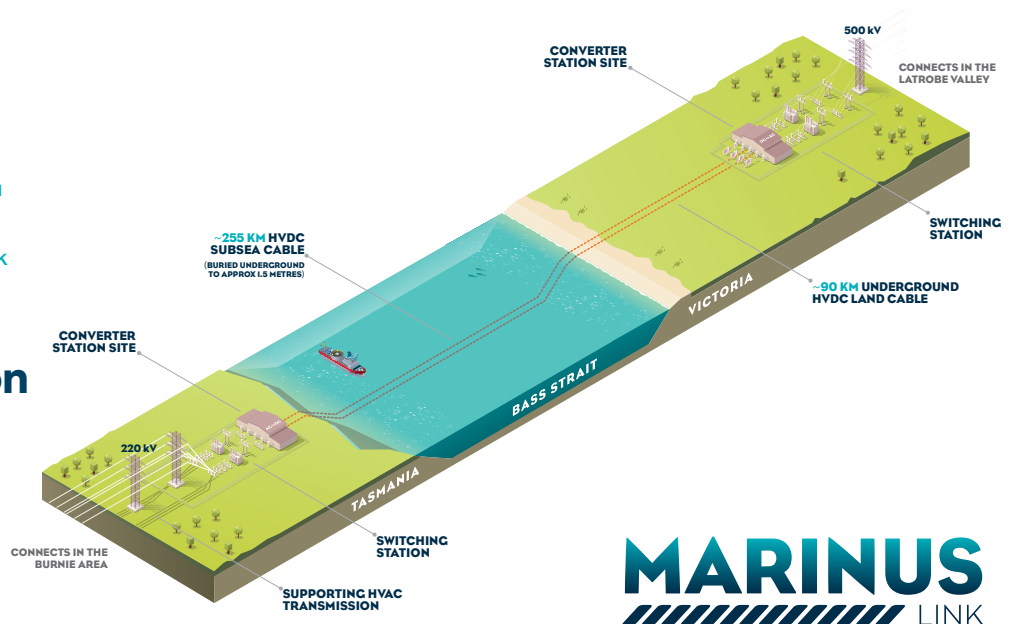 500 kV
CONVERTER
STATION SITE
CONNECTS IN THE
LATROBE VALLEY
SWITCHING
STATION
~255 KM HVDC
SUBSEA CABLE
(BURIED UNDERGROUND
TO APPROX 1.5 METRES)
~90 KM UNDERGROUND
HVDC LAND CABLE
VICTORIA
k
CONVERTER
STATION SITE
on
BASS STRAIT
220 kV
TASMANIA
SWITCHING
STATION
CONNECTS IN THE
BURNIE AREA
SUPPORTING HVAC
TRANSMISSION
MARINUS
LINK